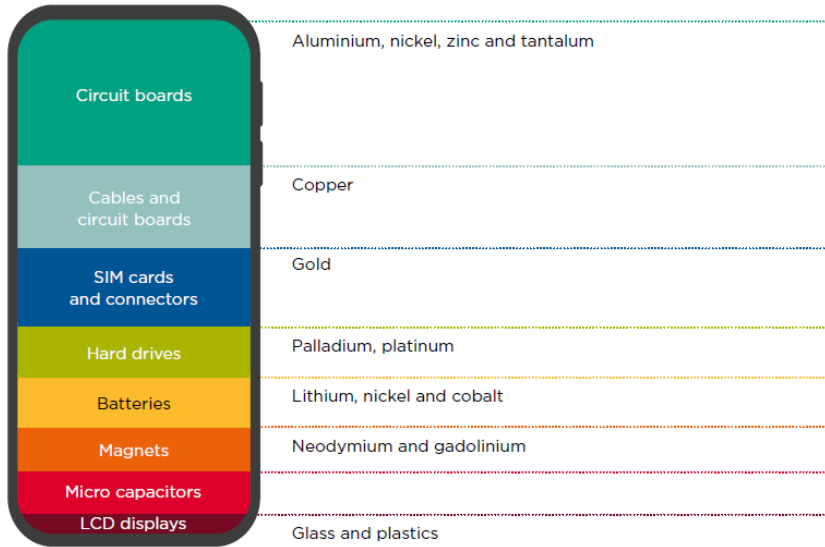 Circuit boards
Aluminium, nickel, zinc and tantalum
Cables and
circuit boards
Copper
SIM cards
and connectors
Gold
Hard drives
Palladium, platinum
Batteries
Lithium, nickel and cobalt
Magnets
Neodymium and gadolinium
Micro capacitors
LCD displays
Glass and plastics